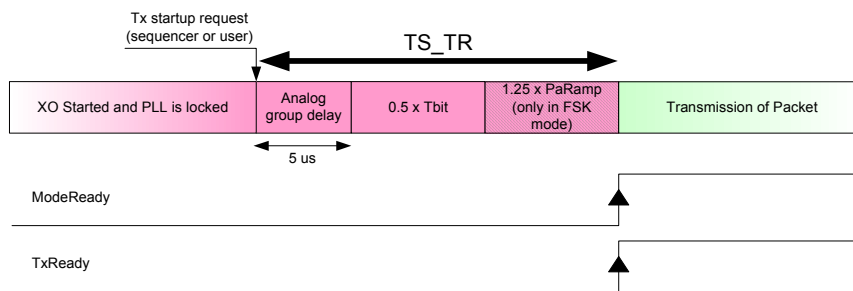 Tx startup request
(sequencer or user)
TS_TR
XO Started and PLL is locked
Analog
group delay
0.5 x Tbit
1.25 x PaRamp
(only in FSK
mode)
Transmission of Packet
5 us
ModeReady
TxReady